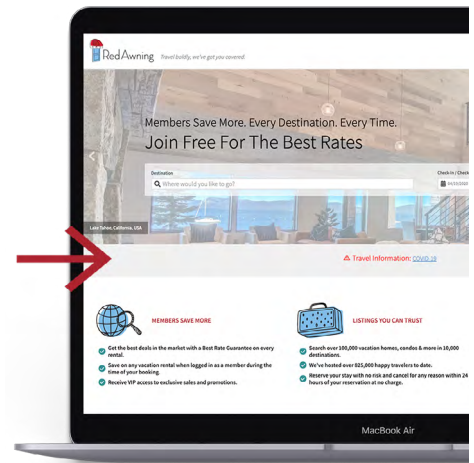 RedAwning Travel boldly, we've got you covered.
Members Save More. Every Destination. Every Time.
Join Free For The Best Rates
Destination Check In / Check
Where would you like to go?
Lake Tahoe, California, USA
Travel Information: COVID-19
MEMBERS SAVE MORE
Get the best deals in the market with a Best Rate Guarantee on every
rental.
Save on any vacation rental when logged in as a member during the
time of your booking.
Receive VIP access to exclusive sales and promotions.
LISTINGS YOU CAN TRUST
Search over 100,000 vacation homes, condos & more in 10,000
destinations.
We've hosted over 825,000 happy travelers to date.
Reserve your stay with no risk and cancel for any reason within 24
hours of your reservation at no charge.
MacBook Air